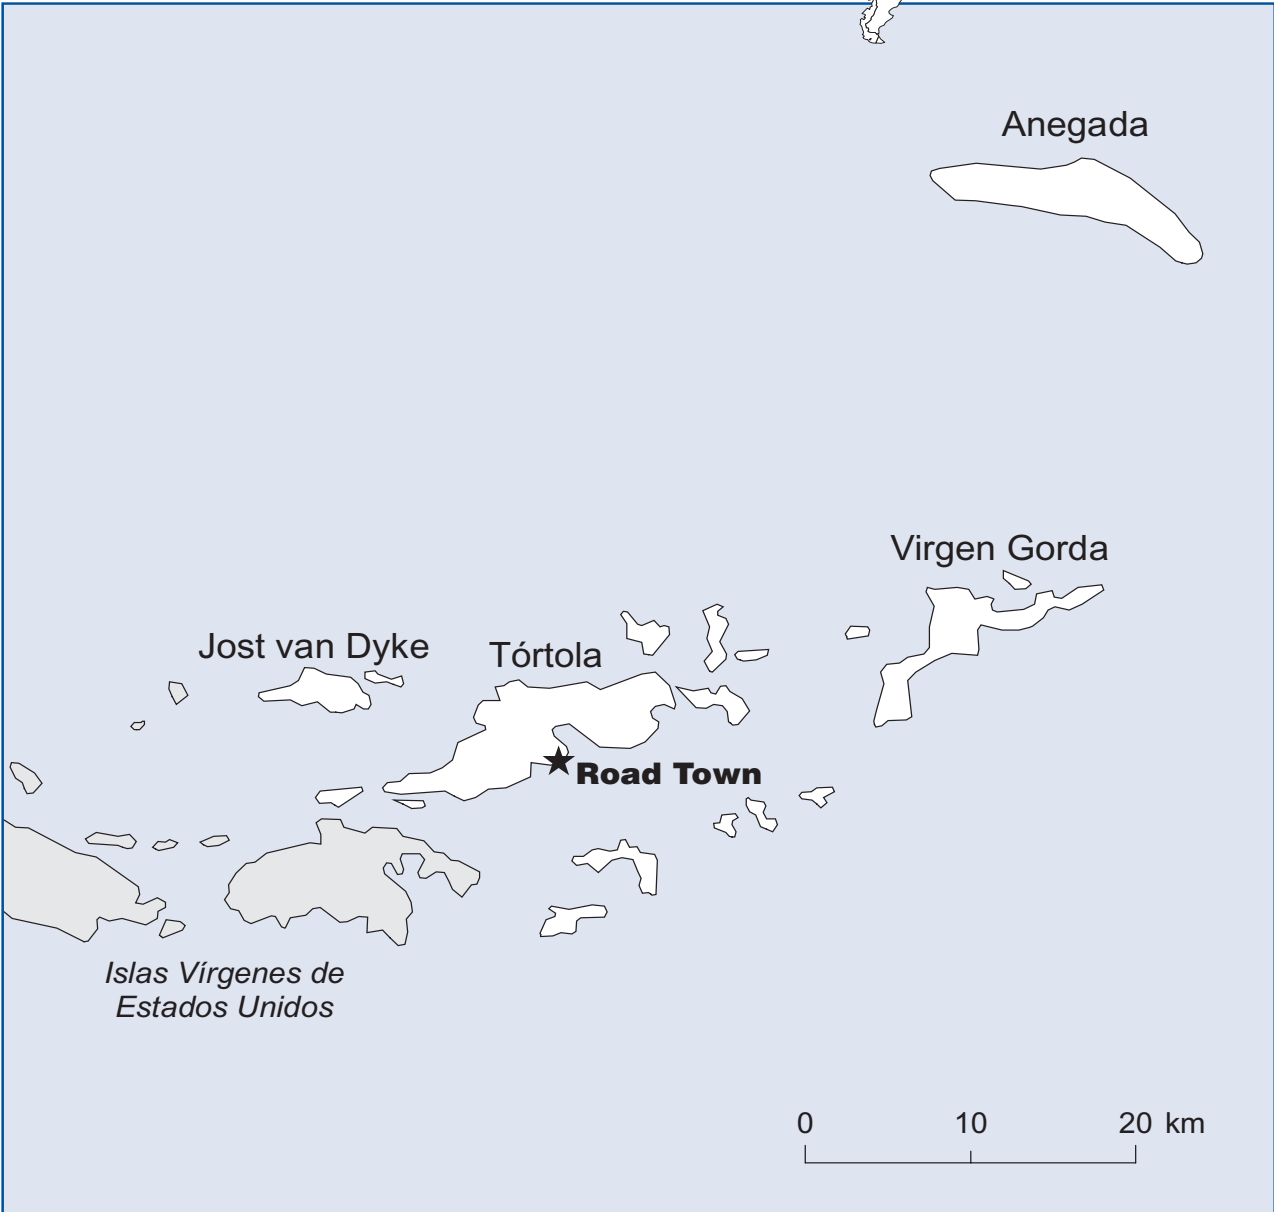 Anegada
Virgen Gorda
Jost van Dyke
Tórtola
Road Town
Islas Vírgenes de
Estados Unidos
0 10 20 km